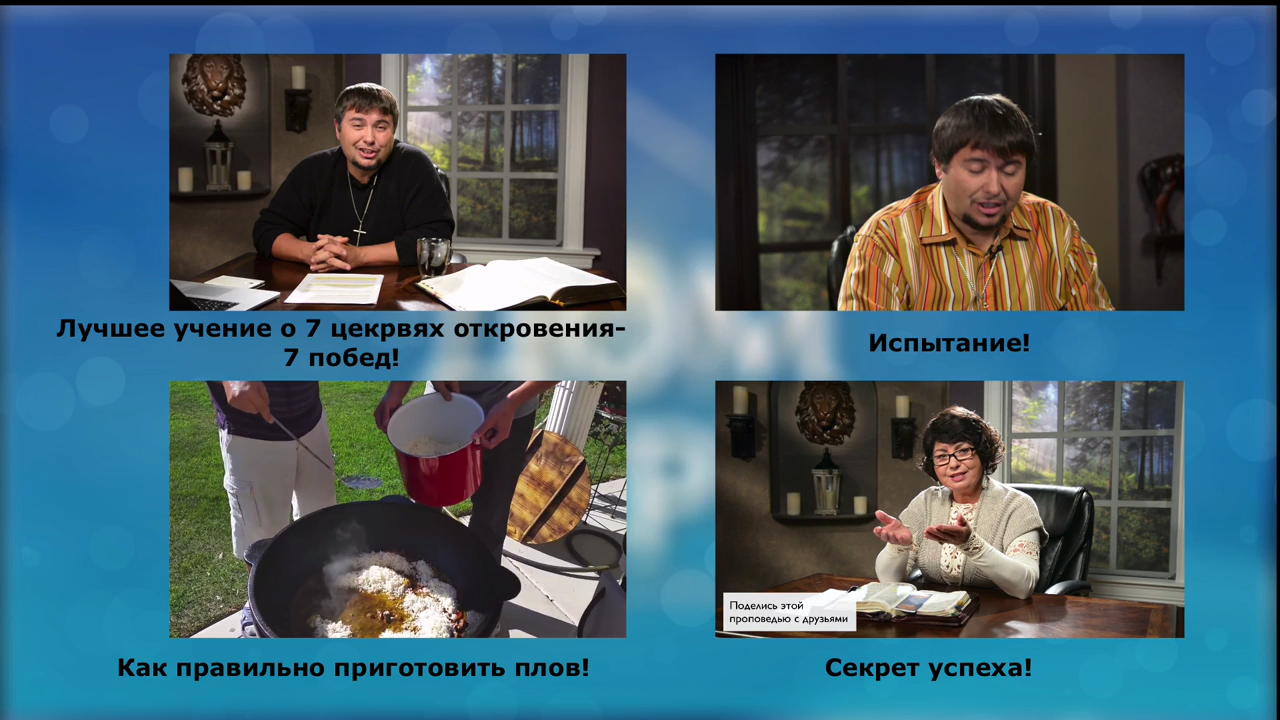 Лучшее учение о 7 цекрвях откровения-
7 побед!
Испытание!
Как правильно приготовить плов!
Поделись этой
проповедью с друзьями
Секрет успеха!